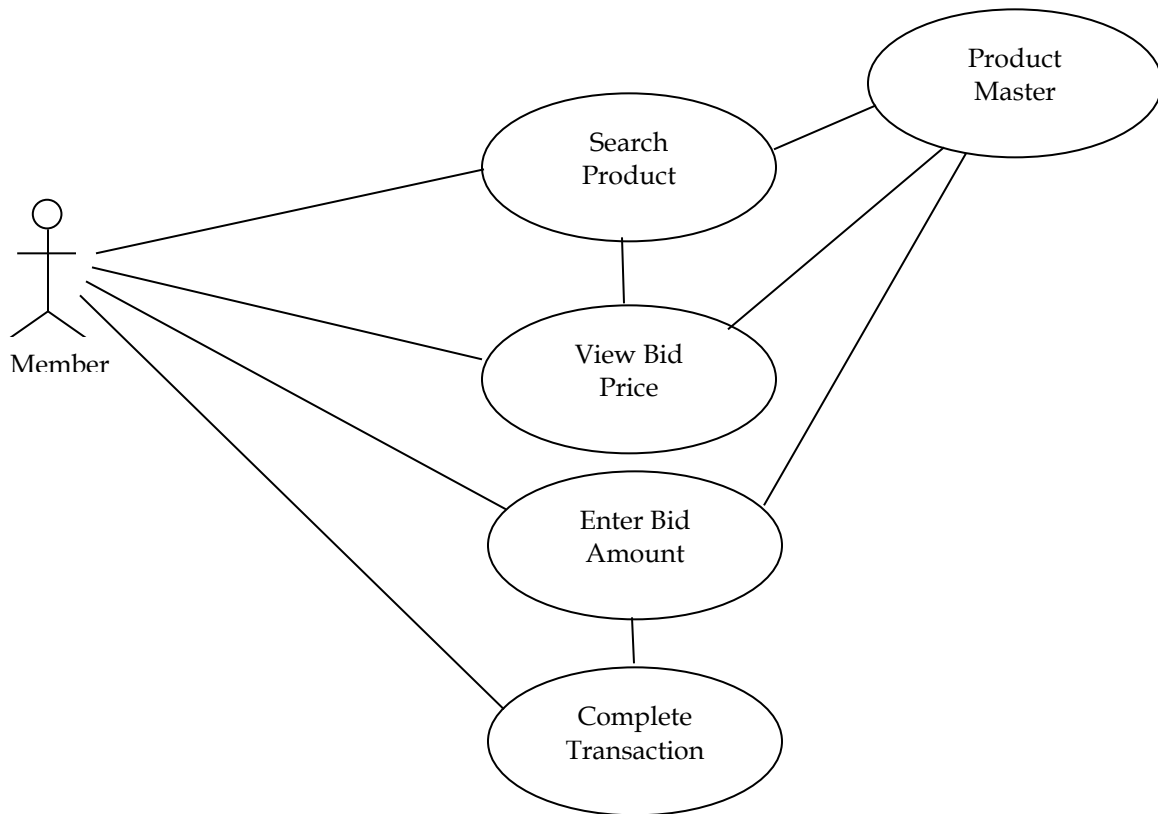 Product
Master
Search
Product
Member
View Bid
Price
Enter Bid
Amount
Complete
Transaction